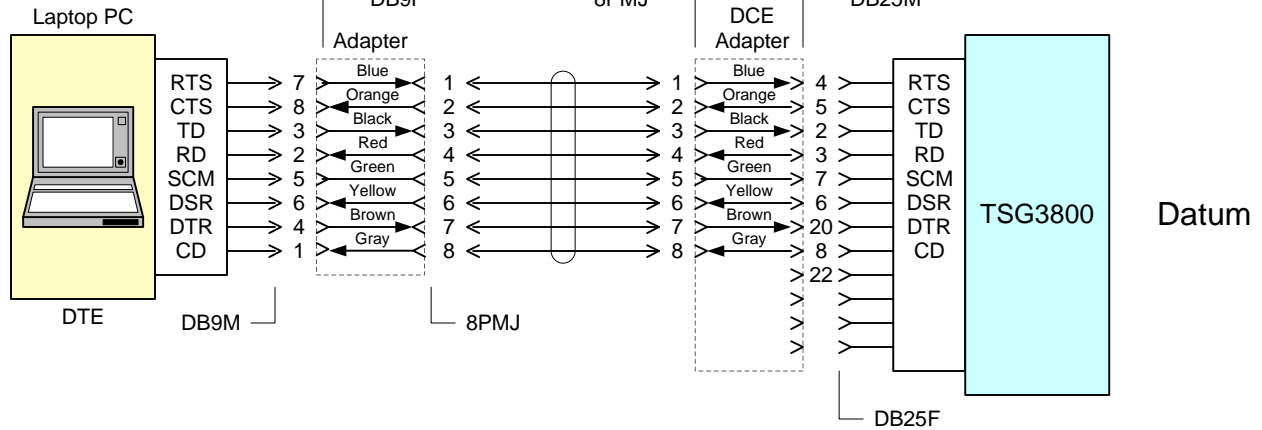 DB9F 8PMJ DB25M
Laptop PC DCE
Adapter Adapter
RTS 7 Blue 1 1 Blue 4 RTS
CTS 8 Orange 2 2 Orange 5 CTS
TD 3 Black 3 3 Black 2 TD
RD 2 Red 4 4 Red 3 RD
SCM 5 Green 5 5 Green 7 SCM
DSR 6 Yellow 6 6 Yellow 6 DSR
DTR 4 Brown 7 7 Brown 20 DTR TSG3800 Datum
CD 1 Gray 8 8 Gray 8 CD
22
DTE DB9M 8PMJ
DB25F